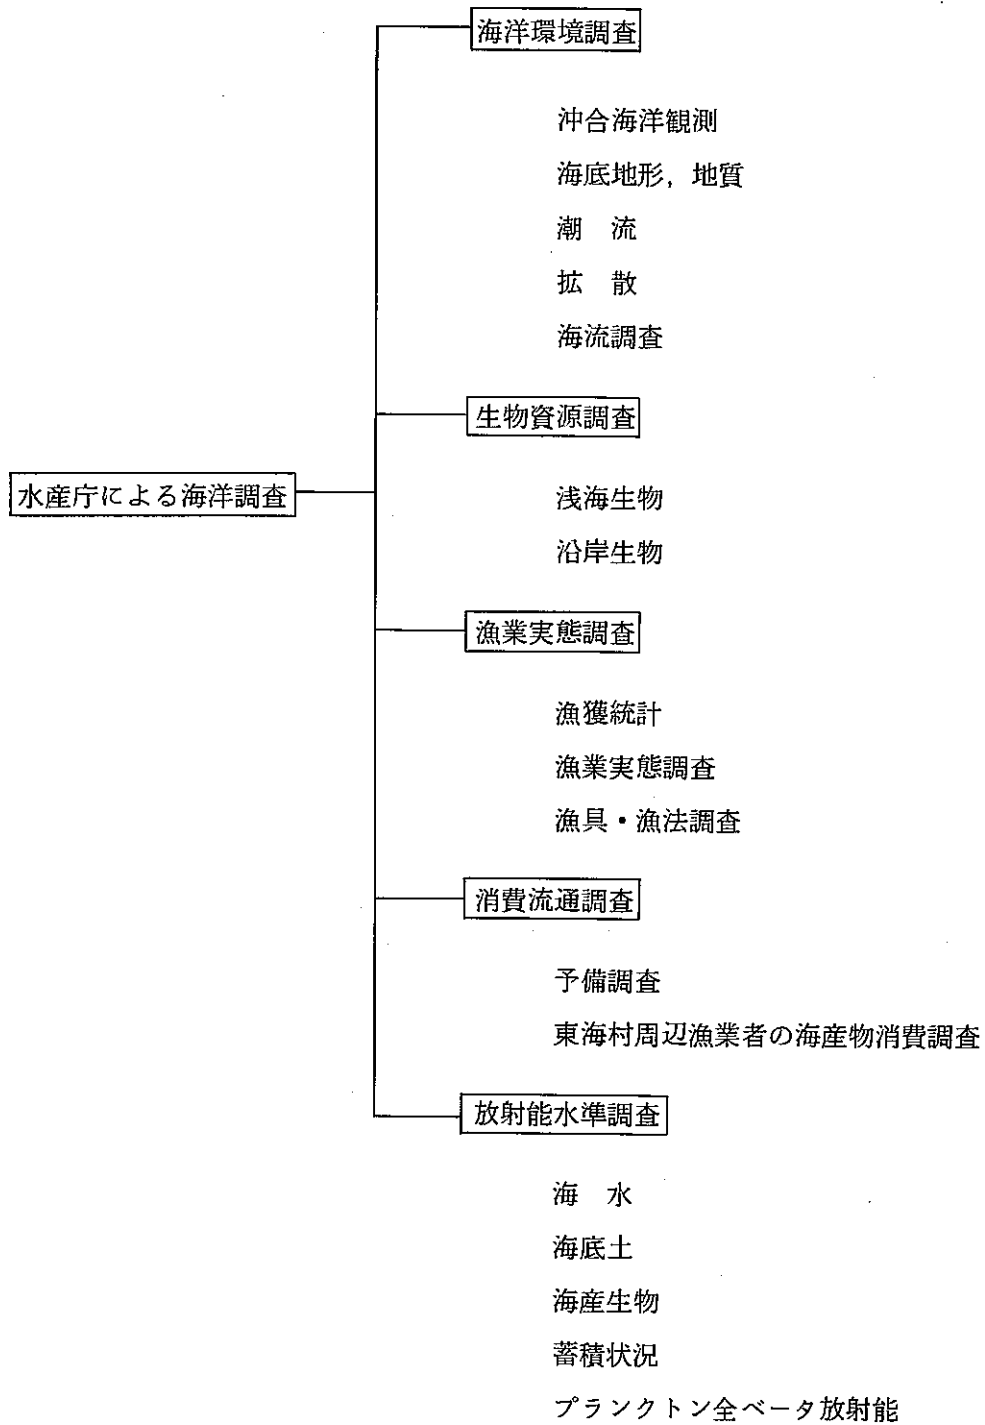 海洋環境調査
沖合海洋観測
海底地形，地質
潮　流
拡　散
海流調査
生物資源調査
水産庁による海洋調査
浅海生物
沿岸生物
漁業実態調査
漁獲統計
漁業実態調査
漁具・漁法調査
消費流通調査
予備調査
東海村周辺漁業者の海産物消費調査
放射能水準調査
海　水
海底土
海産生物
蓄積状況
プランクトン全ベータ放射能